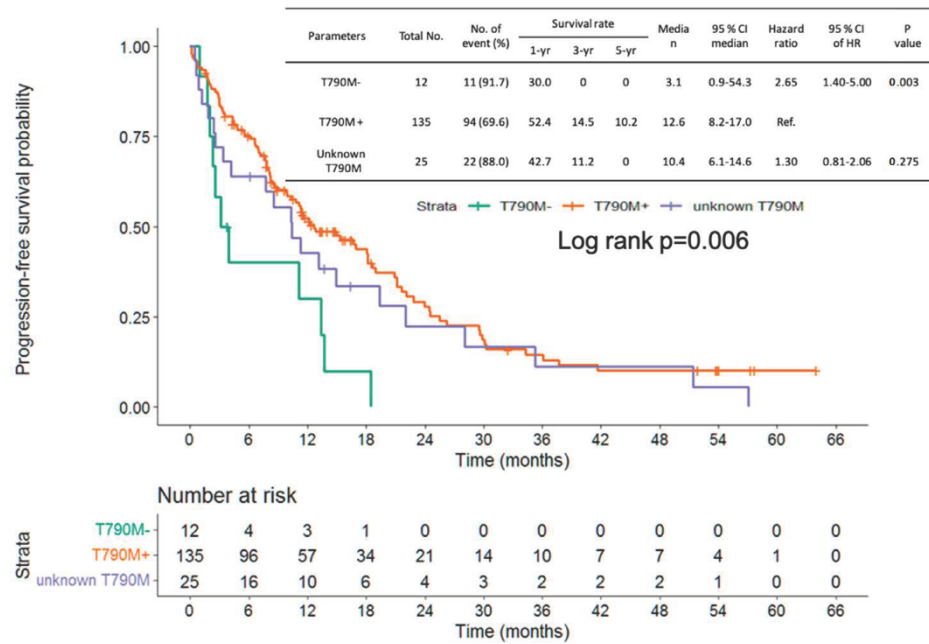 Parameters Total No. No. of event (%) Survival rate Media n 95 % CI median Hazard ratio 95 % CI of HR P value
1-yr 3-yr 5-yr
T790M- 12 11 (91.7) 30.0 0 0 3.1 0.9-54.3 2.65 1.40-5.00 0.003
T790M + 135 94 (69.6) 52.4 14.5 10.2 12.6 8.2-17.0 Ref.
Unknown T790M 25 22 (88.0) 42.7 11.2 0 10.4 6.1-14.6 1.30 0.81-2.06 0.275
Strata T790M- T790M+ unknown T790M
Log rank p=0.006
Progression-free survival probability
1.00
0.75
0.50
0.25
0.00
0 6 12 18 24 30 36 42 48 54 60 66
Time (months)
Number at risk
Strata
T790M- 12 4 3 1 0 0 0 0 0 0 0 0
T790M+ 135 96 57 34 21 14 10 7 7 4 1 0
unknown T790M 25 16 10 6 4 3 2 2 2 1 0 0
0 6 12 18 24 30 36 42 48 54 60 66
Time (months)